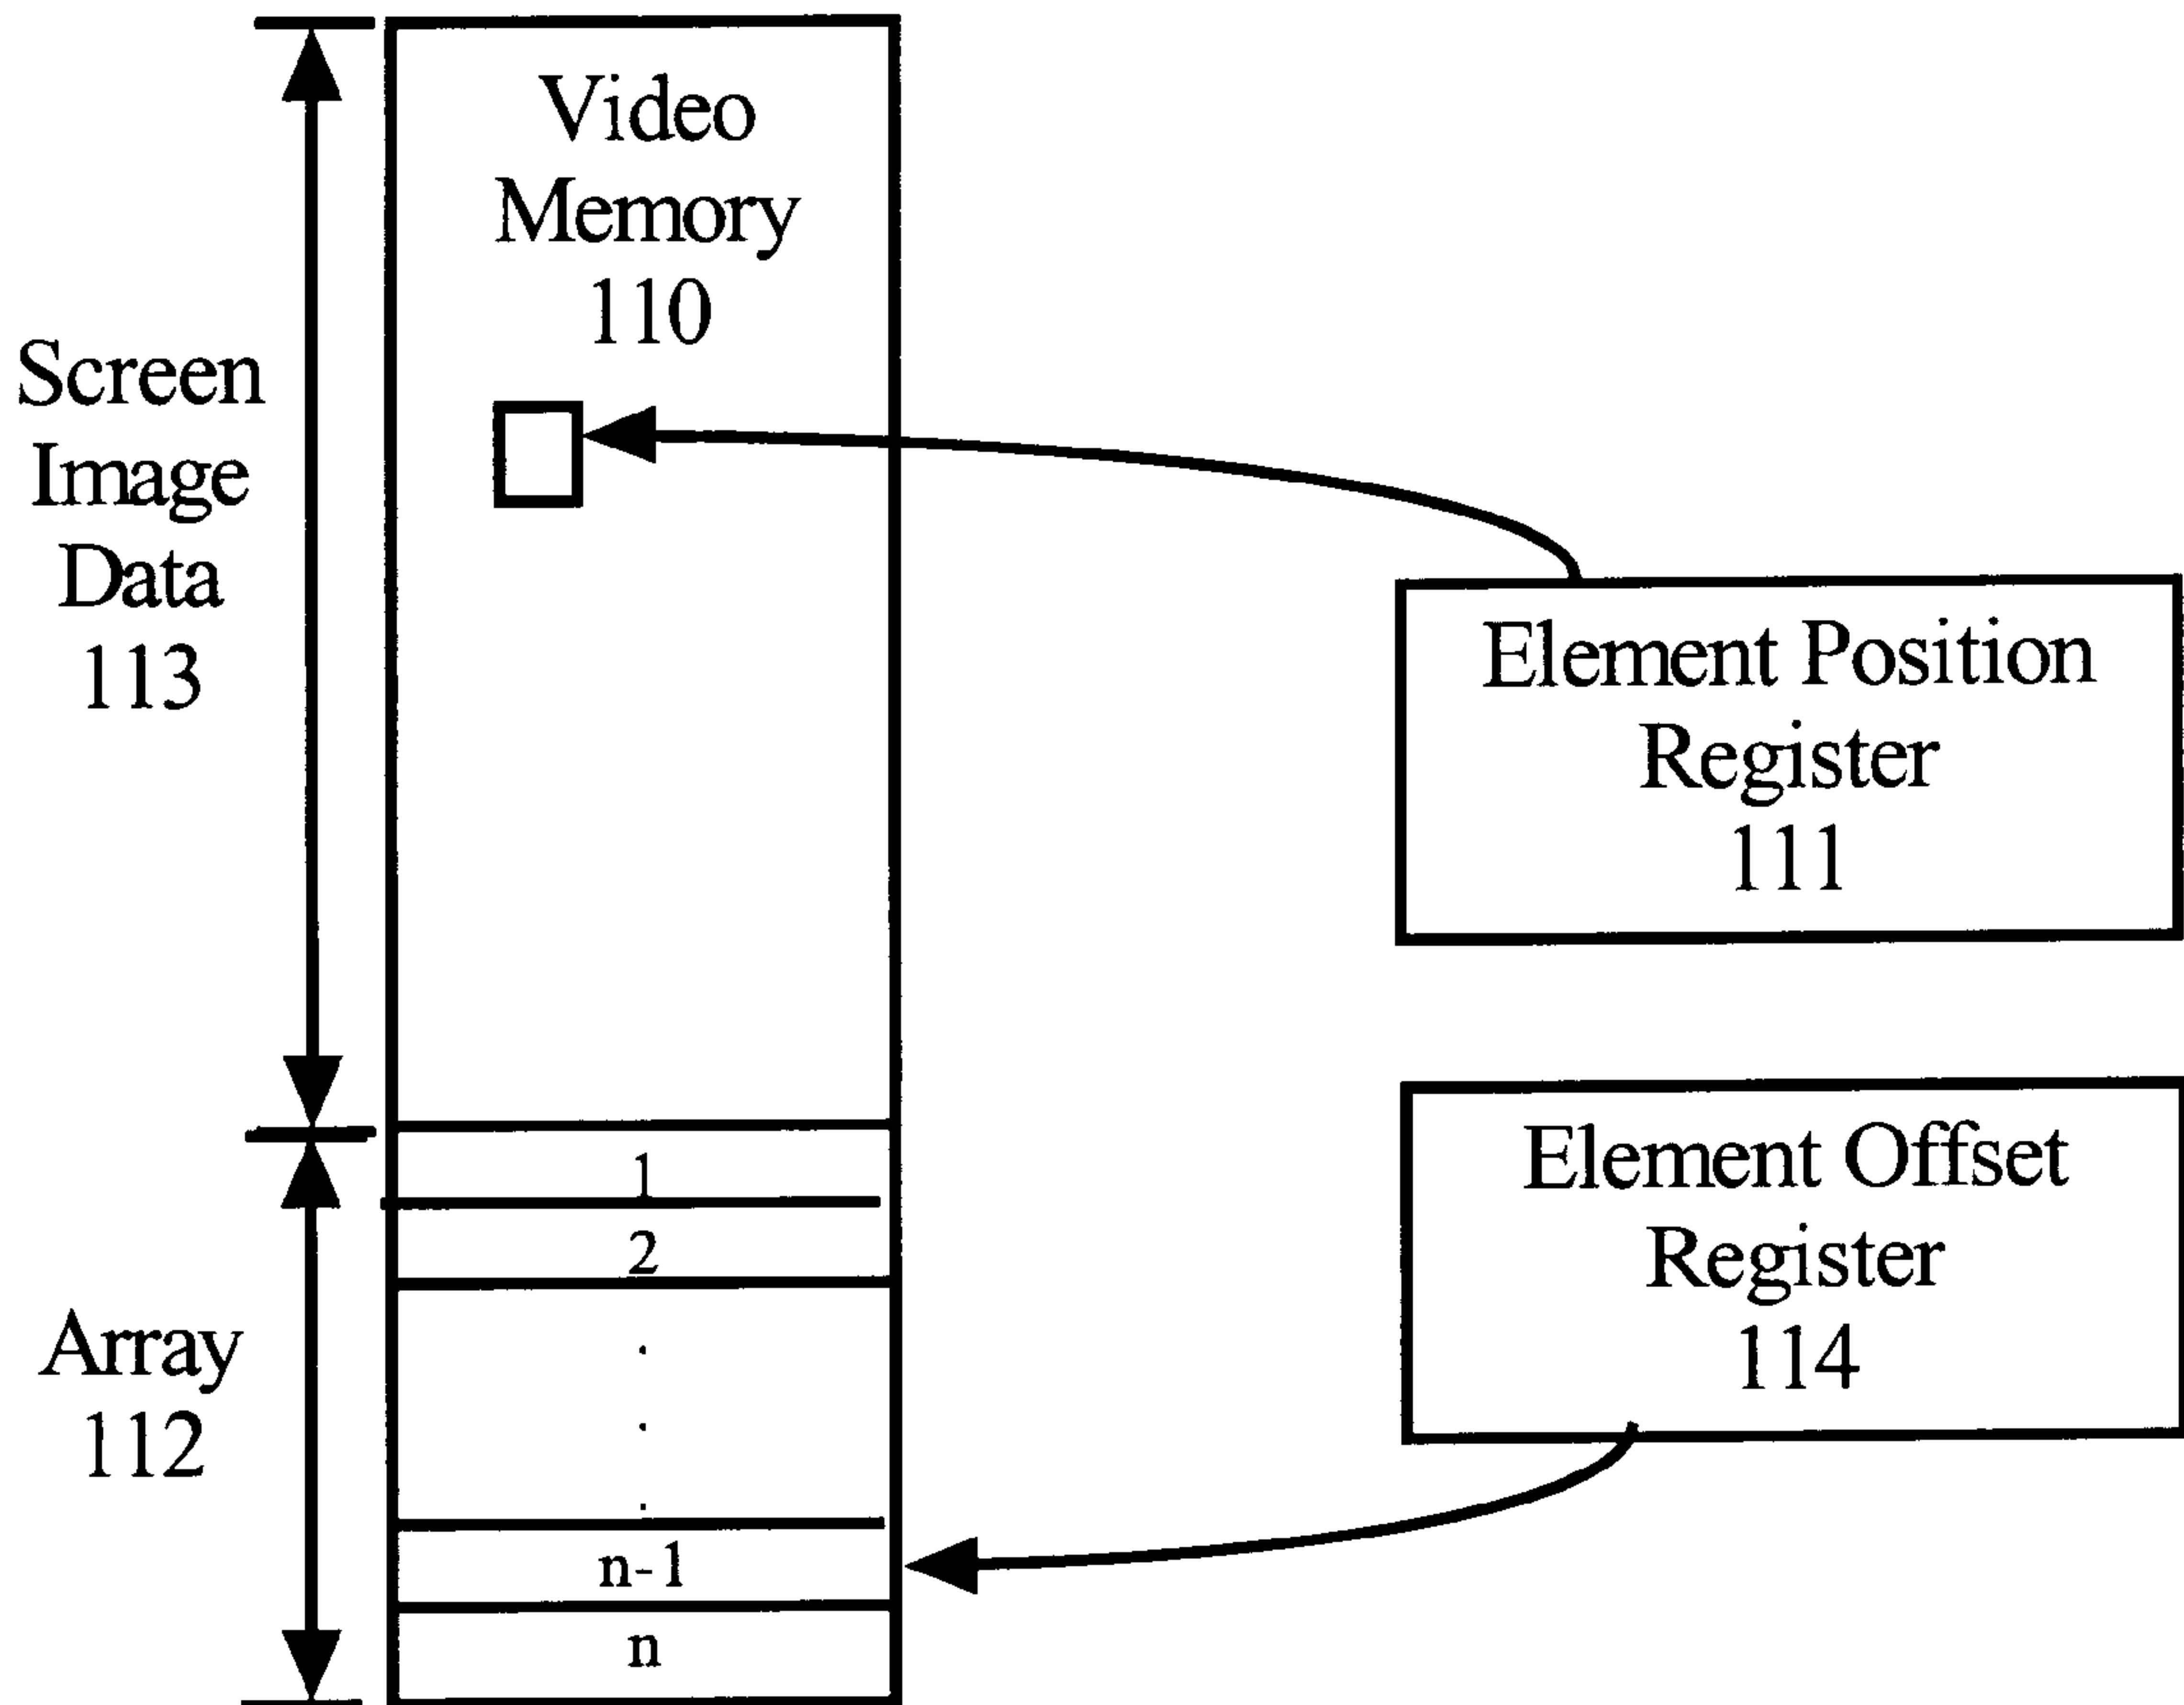 Video
Memory
110
Screen
Image
Data
113
Element Position
Register
111
Element Offset
Register
114
Array
112
1
2
.
.
.
n-1
n